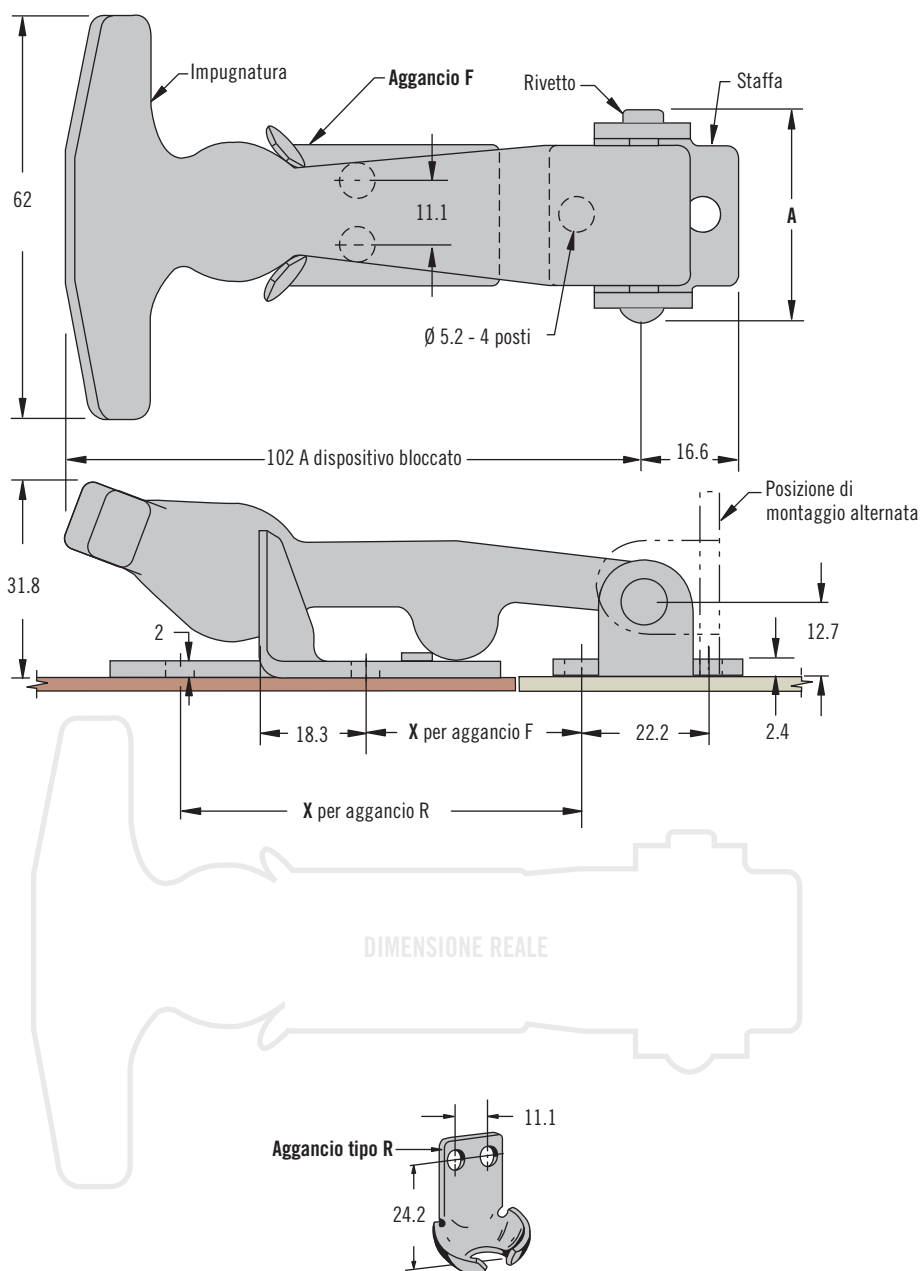 Impugnatura
Aggancio F
Rivetto
Staffa
62
11.1
A
Ø 5.2 - 4 posti
102 A dispositivo bloccato
16.6
Posizione di
montaggio alternata
31.8
2
12.7
18.3
X per aggancio F
22.2
2.4
X per aggancio R
DIMENSIONE REALE
11.1
Aggancio tipo R
24.2